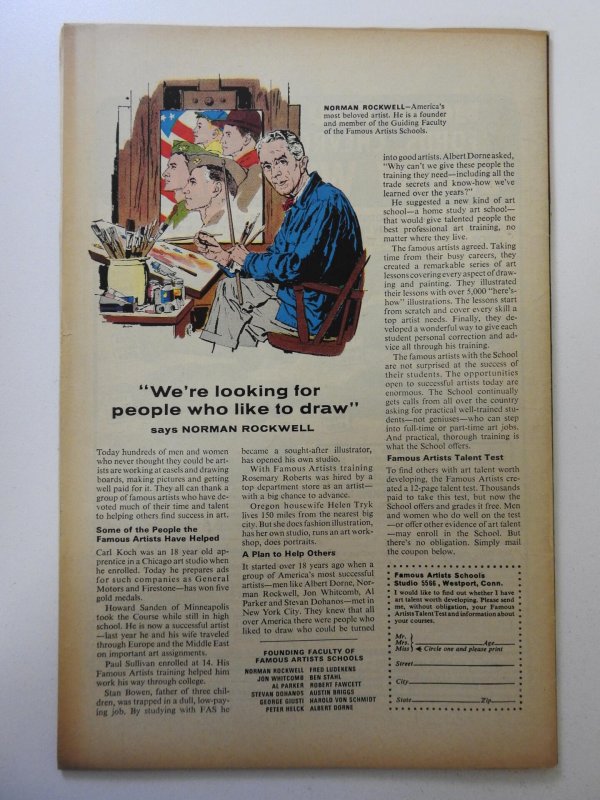 NORMAN ROCKWELL—America's
most beloved artist. He is a founder
and member of the Guiding Faculty
of the Famous Artists Schools.
"We're looking for
people who like to draw"
says NORMAN ROCKWELL
Today hundreds of men and women
who never thought they could be art-
ists are working at easels and drawing
boards, making pictures and getting
well paid for it. They all can thank a
group of famous artists who have de-
voted much of their time and talent
to helping others find success in art.
Some of the People the
Famous Artists Have Helped
Carl Koch was an 18 year old ap-
prentice in a Chicago art studio when
he enrolled. Today he prepares ads
for such companies as General
Motors and Firestone—has won five
gold medals.
Howard Sanden of Minneapolis
took the Course while still in high
school. He is now a successful artist
—last year he and his wife traveled
through Europe and the Middle East
on important art assignments.
Paul Sullivan enrolled at 14. His
Famous Artists training helped him
work his way through college.
Stan Bowen, father of three chil-
dren, was trapped in a dull, low-pay-
ing job. By studying with FAS he
became a sought-after illustrator,
has opened his own studio.
With Famous Artists training
Rosemary Roberts was hired by a
top department store as an artist—
with a big chance to advance.
Oregon housewife Helen Tryk
lives 150 miles from the nearest big
city. But she does fashion illustration,
has her own studio, runs an art work-
shop, does portraits.
A Plan to Help Others
It started over 18 years ago when a
group of America's most successful
artists—men like Albert Dorne, Nor-
man Rockwell, Jon Whitcomb, Al
Parker and Stevan Dohanos—met in
New York City. They knew that all
over America there were people who
liked to draw who could be turned
FOUNDING FACULTY OF
FAMOUS ARTISTS SCHOOLS
NORMAN ROCKWELL FRED LUDEKENS
JON WHITCOMB BEN STAHL
AL PARKER ROBERT FAWCETT
STEVAN DOHANOS AUSTIN BRIGGS
GEORGE GIUSTI HAROLD VON SCHMIDT
PETER HELCK ALBERT DORNE
into good artists. Albert Dorne asked,
"Why can't we give these people the
training they need—including all the
trade secrets and know-how we've
learned over the years?"
He suggested a new kind of art
school—a home study art school—
that would give talented people the
best professional art training, no
matter where they live.
The famous artists agreed. Taking
time from their busy careers, they
created a remarkable series of art
lessons covering every aspect of draw-
ing and painting. They illustrated
their lessons with over 5,000 "here's-
how" illustrations. The lessons start
from scratch and cover every skill a
top artist needs. Finally, they de-
veloped a wonderful way to give each
student personal correction and ad-
vice all through his training.
The famous artists with the School
are not surprised at the success of
their students. The opportunities
open to successful artists today are
enormous. The School continually
gets calls from all over the country
asking for practical well-trained stu-
dents—not geniuses—who can step
into full-time or part-time art jobs.
And practical, thorough training is
what the School offers.
Famous Artists Talent Test
To find others with art talent worth
developing, the Famous Artists cre-
ated a 12-page talent test. Thousands
paid to take this test, but now the
School offers and grades it free. Men
and women who do well on the test
—or offer other evidence of art talent
—may enroll in the School. But
there's no obligation. Simply mail
the coupon below.
Famous Artists Schools
Studio 5566, Westport, Conn.
I would like to find out whether I have
art talent worth developing. Please send
me, without obligation, your Famous
Artists Talent Test and information about
your courses.
Mr.
Mrs. Age
Miss Circle one and please print
Street
City
State Zip